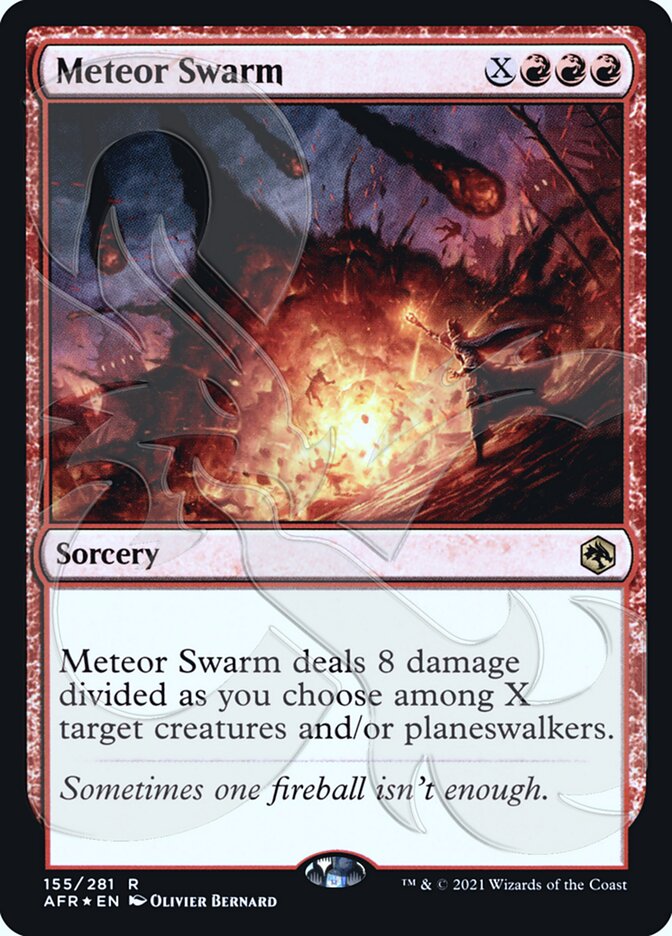 Meteor Swarm X
Sorcery
Meteor Swarm deals 8 damage
divided as you choose among X
target creatures and/or planeswalkers.
Sometimes one fireball isn't enough.
155/281 R
™ & © 2021 Wizards of the Coast
AFR★EN Olivier Bernard